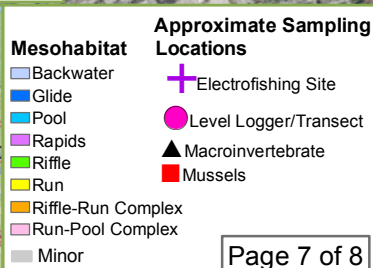 Mesohabitat
Backwater
Glide
Pool
Rapids
Riffle
Run
Riffle-Run Complex
Run-Pool Complex
Minor
Approximate Sampling
Locations
Electrofishing Site
Level Logger/Transect
Macroinvertebrate
Mussels
Page 7 of 8